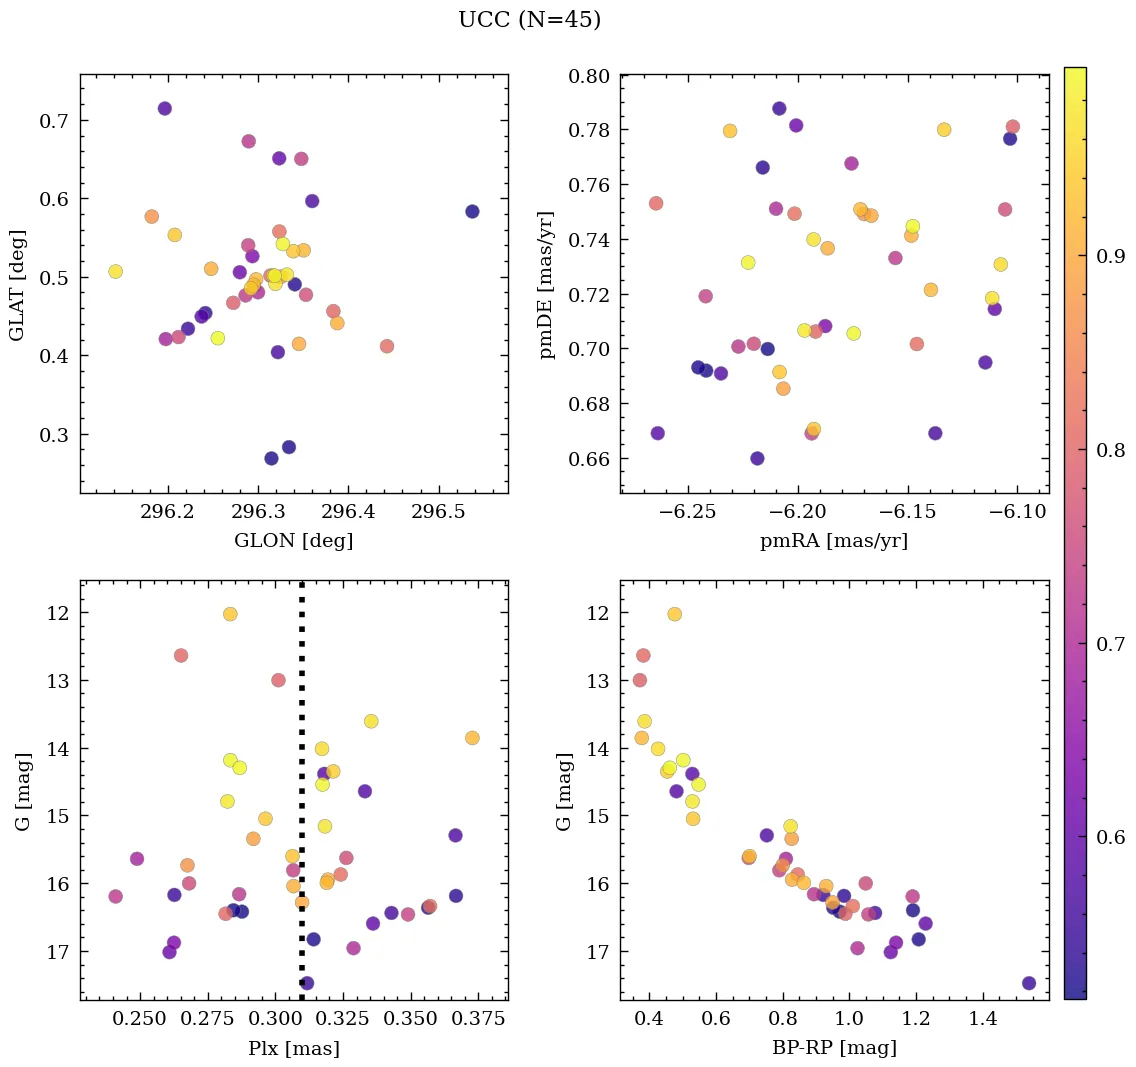 UCC (N=45)
0.7
0.6
0.5
0.4
0.3
GLAT [deg]
296.2 296.3 296.4 296.5
GLON [deg]
0.80
0.78
0.76
0.74
0.72
0.70
0.68
0.66
pmDE [mas/yr]
−6.25 −6.20 −6.15 −6.10
pmRA [mas/yr]
12
13
14
15
16
17
G [mag]
0.250 0.275 0.300 0.325 0.350 0.375
Plx [mas]
12
13
14
15
16
17
G [mag]
0.4 0.6 0.8 1.0 1.2 1.4
BP-RP [mag]
0.9
0.8
0.7
0.6